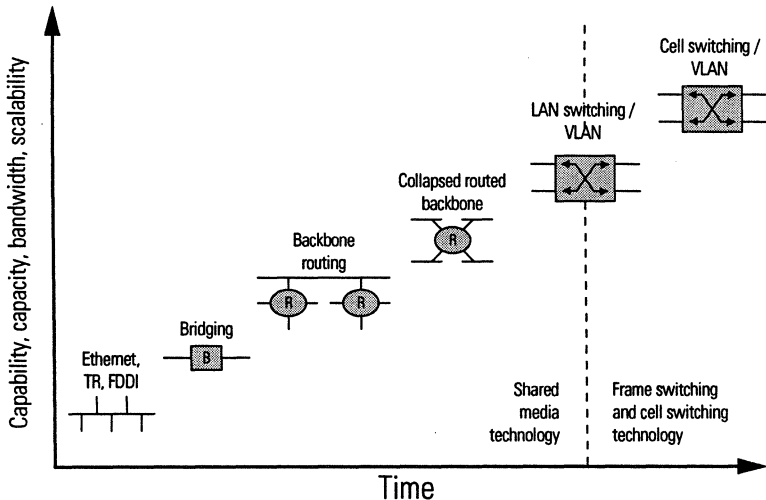 Capability, capacity, bandwidth, scalability
Cell switching /
VLAN
LAN switching /
VLAN
Collapsed routed
backbone
R
Backbone
routing
R
R
Bridging
B
Ethernet,
TR, FDDI
Shared
media
technology
Frame switching
and cell switching
technology
Time